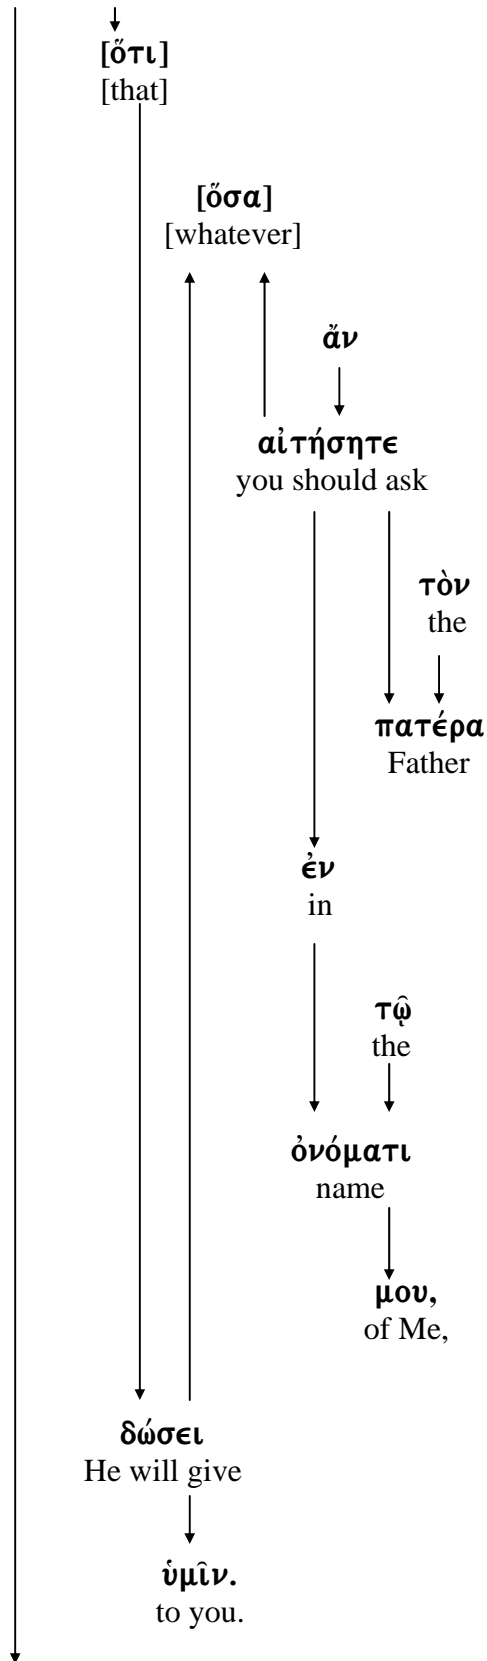 [ὅτι]
[that]
[ὅσα]
[whatever]
ἄν
αἰτήσητε
you should ask
τὸν
the
πατέρα
Father
ἐν
in
τῷ
the
ὀνόματι
name
μου,
of Me,
δώσει
He will give
ὑμῖν.
to you.